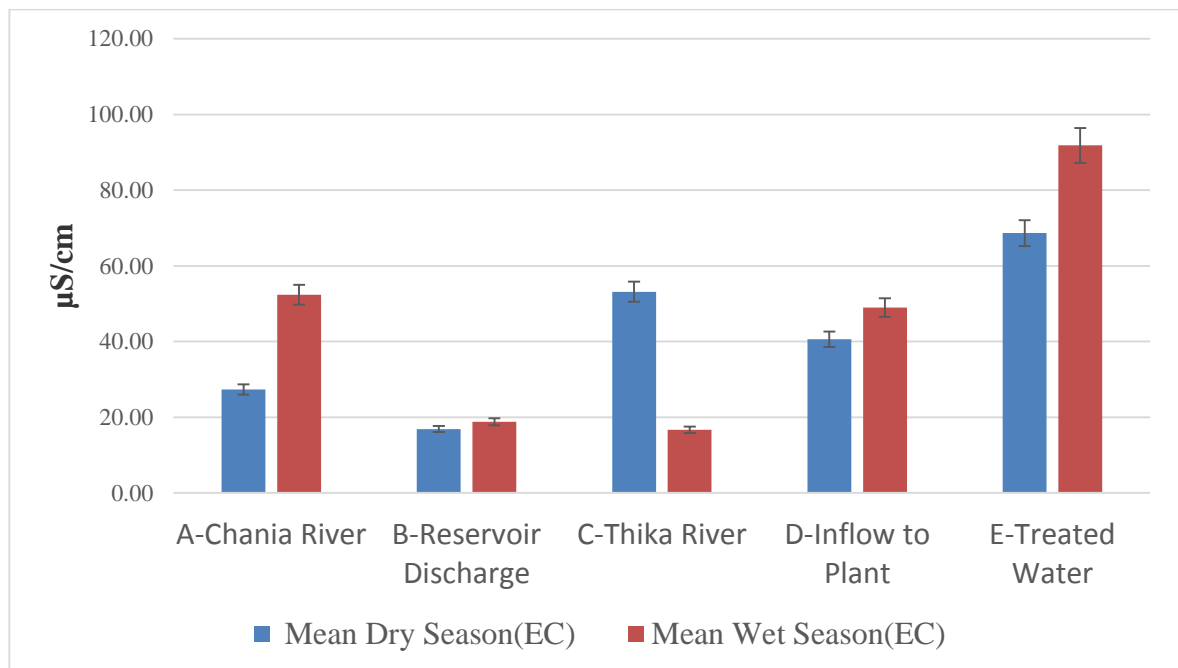 120.00
100.00
80.00
60.00
40.00
20.00
0.00
µS/cm
A-Chania River
B-Reservoir
Discharge
C-Thika River
D-Inflow to
Plant
E-Treated
Water
Mean Dry Season(EC)
Mean Wet Season(EC)